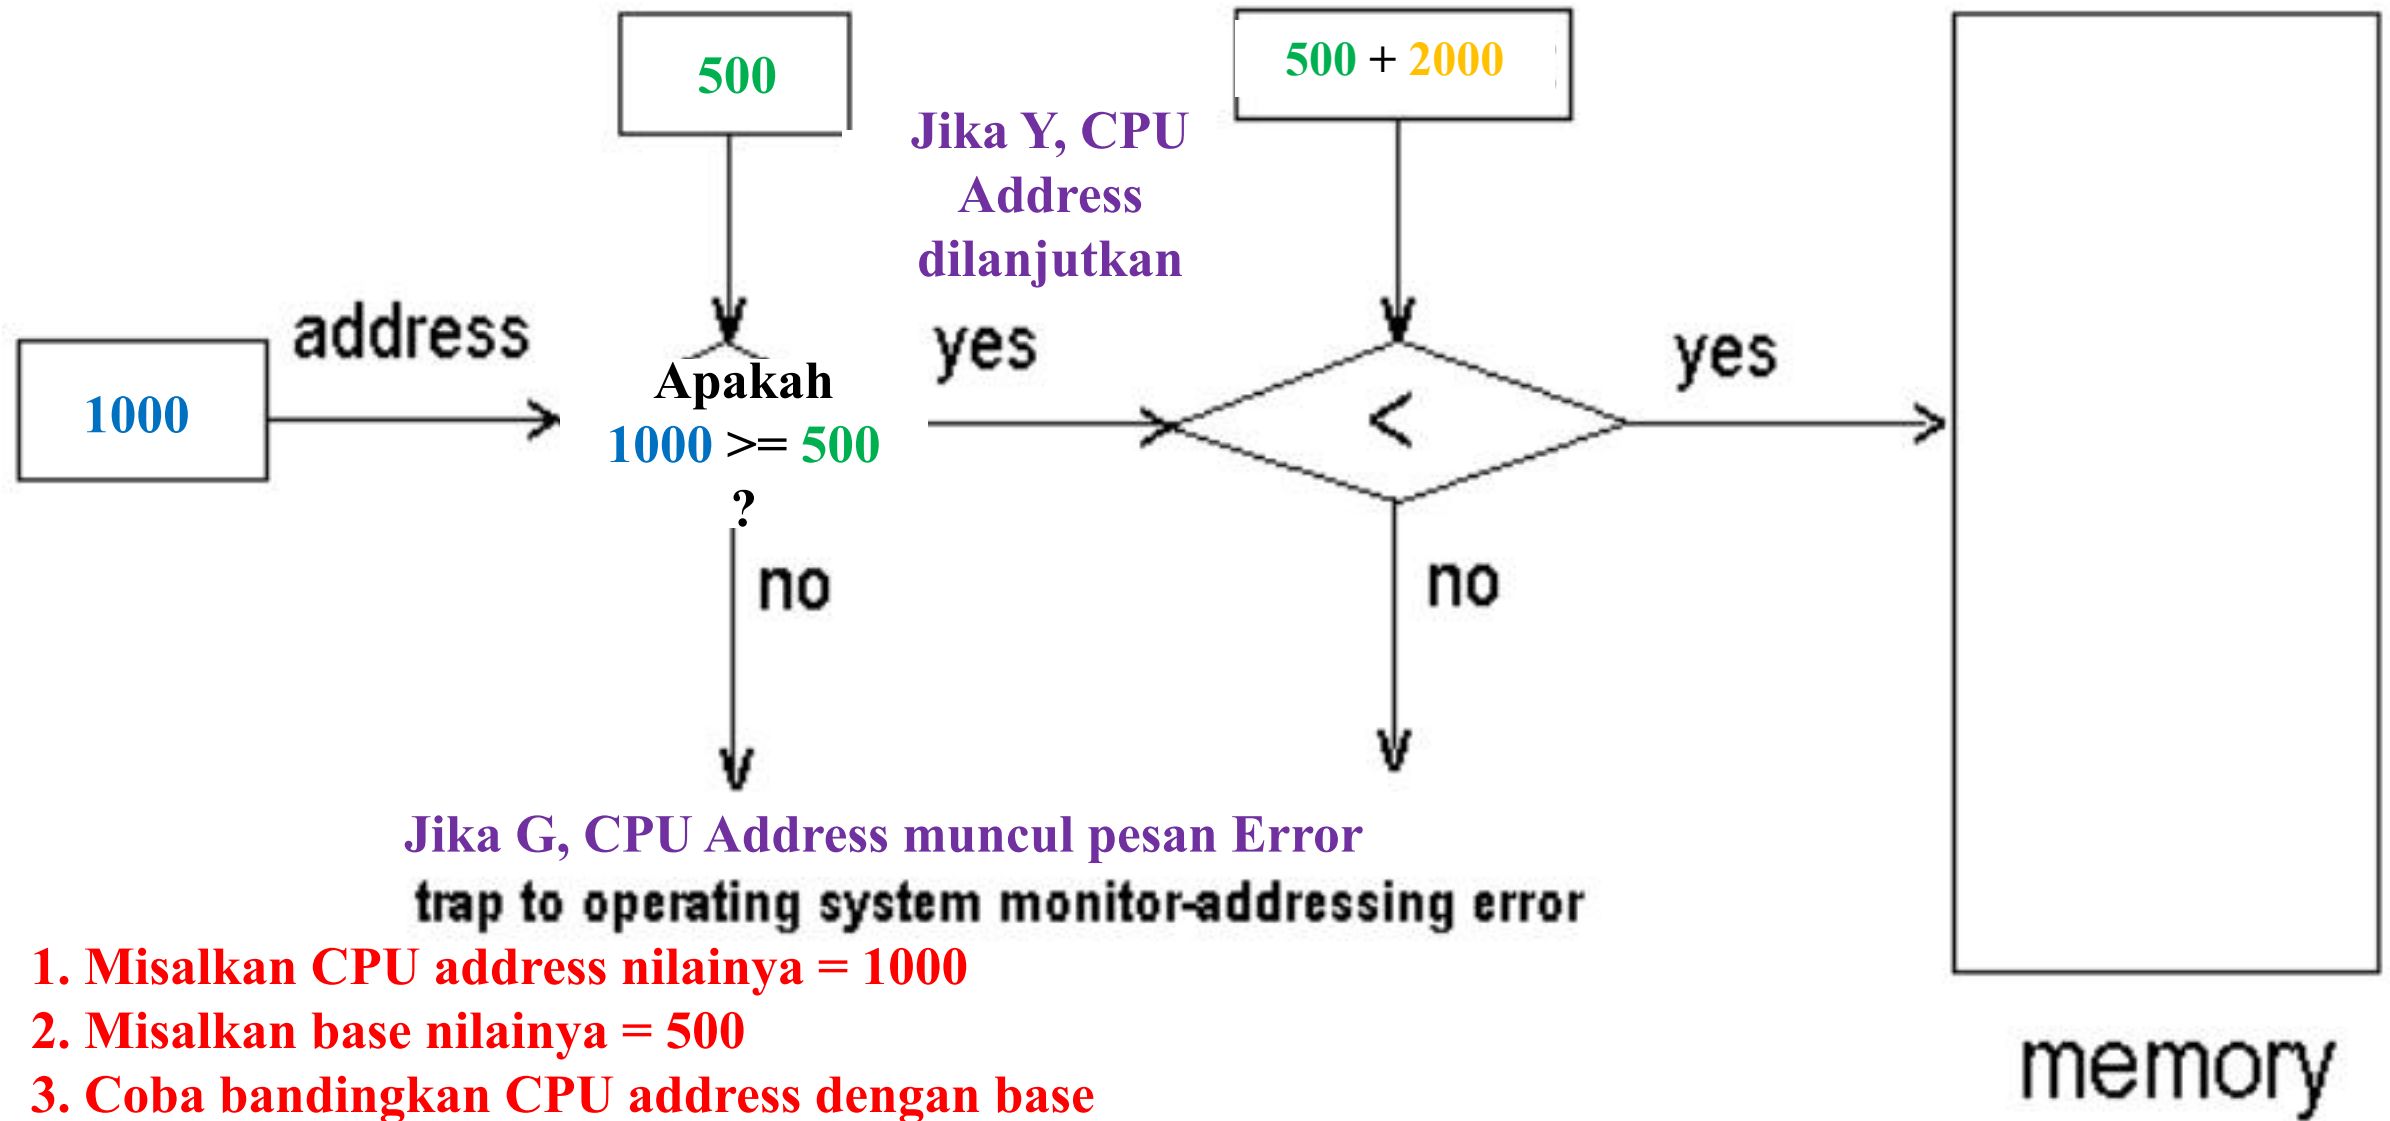 500
500 + 2000
Jika Y, CPU
Address
dilanjutkan
address
yes
yes
1000
Apakah
1000 >= 500
?
<
no
no
Jika G, CPU Address muncul pesan Error
trap to operating system monitor-addressing error
1. Misalkan CPU address nilainya = 1000
2. Misalkan base nilainya = 500
3. Coba bandingkan CPU address dengan base
memory